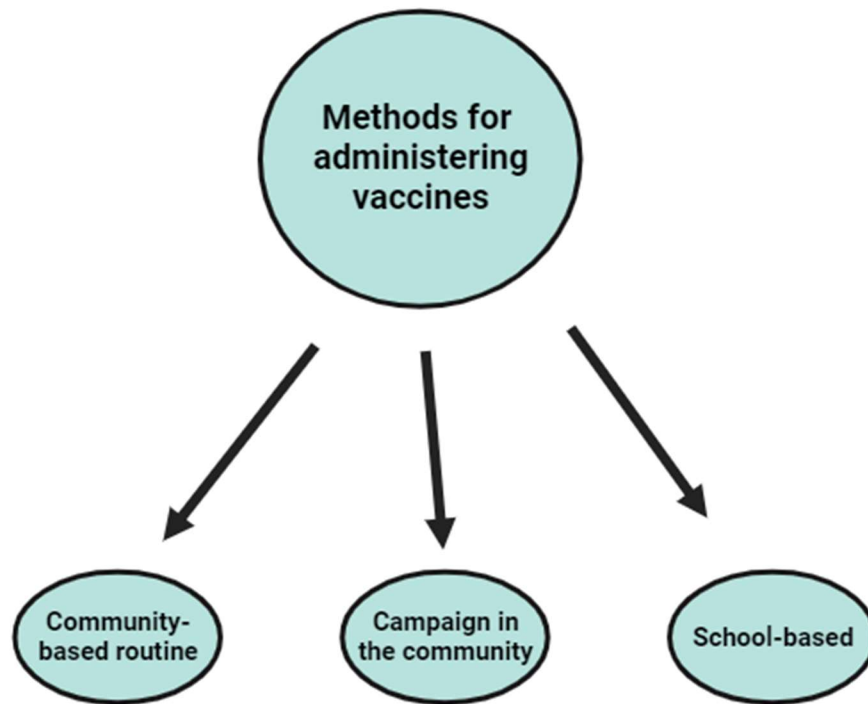 Methods for
administering
vaccines
Community-
based routine
Campaign in
the community
School-based